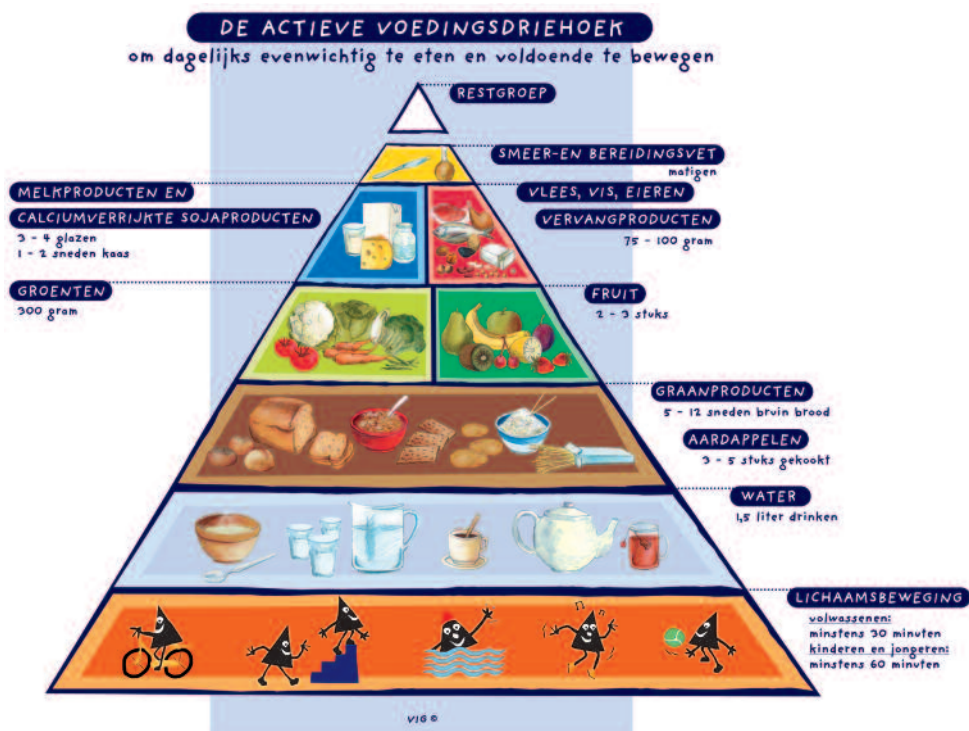 DE ACTIEVE VOEDINGSDRIEHOEK
om dagelijks evenwichtig te eten en voldoende te bewegen
RESTGROEP
SMEER-EN BEREIDINGSVET
matigen
MELKPRODUCTEN EN
CALCIUMVERRIJKTE SOJAPRODUCTEN
3 - 4 glazen
1 - 2 sneden kaas
VLEES, VIS, EIEREN
VERVANGPRODUCTEN
75 - 100 gram
GROENTEN
300 gram
FRUIT
2 - 3 stuks
GRAANPRODUCTEN
5 - 12 sneden bruin brood
AARDAPPELEN
3 - 5 stuks gekookt
WATER
1,5 liter drinken
LICHAAMSBEWEGING
volwassenen:
minstens 30 minuten
kinderen en jongeren:
minstens 60 minuten
VIG ©